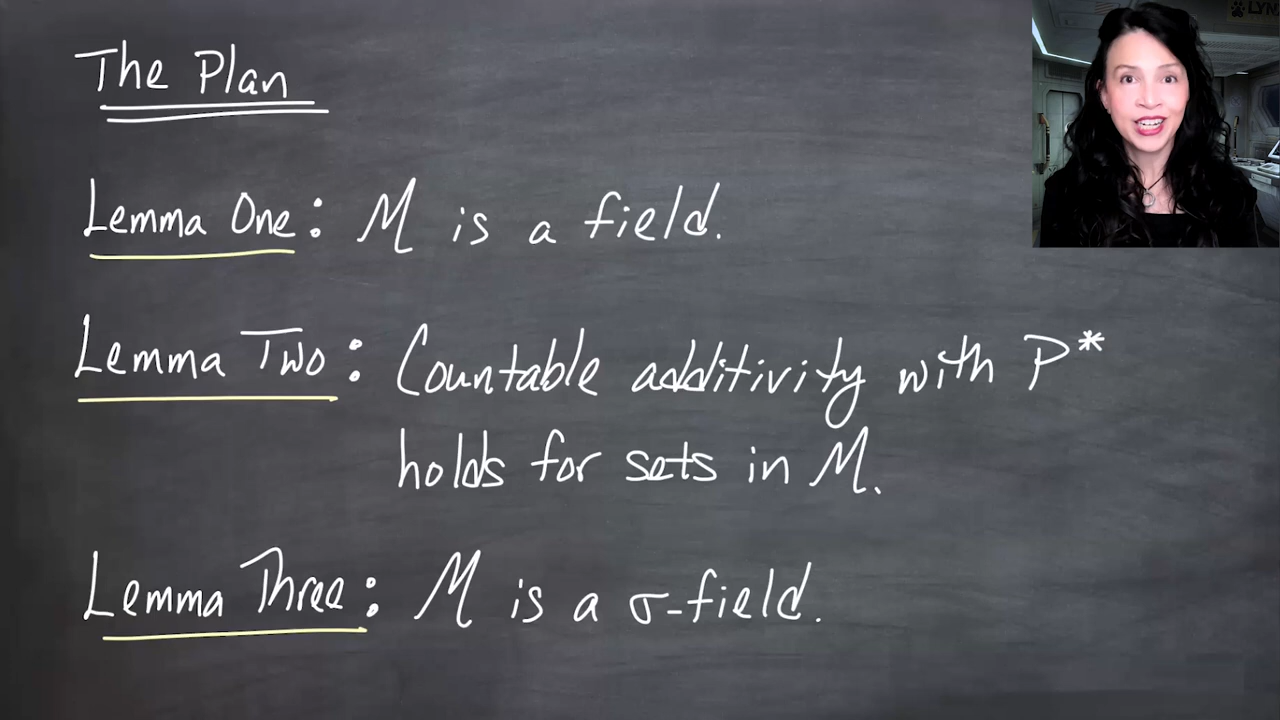 The Plan
Lemma One: M is a field.
Lemma Two: Countable additivity with P*
holds for sets in M.
Lemma Three: M is a σ-field.